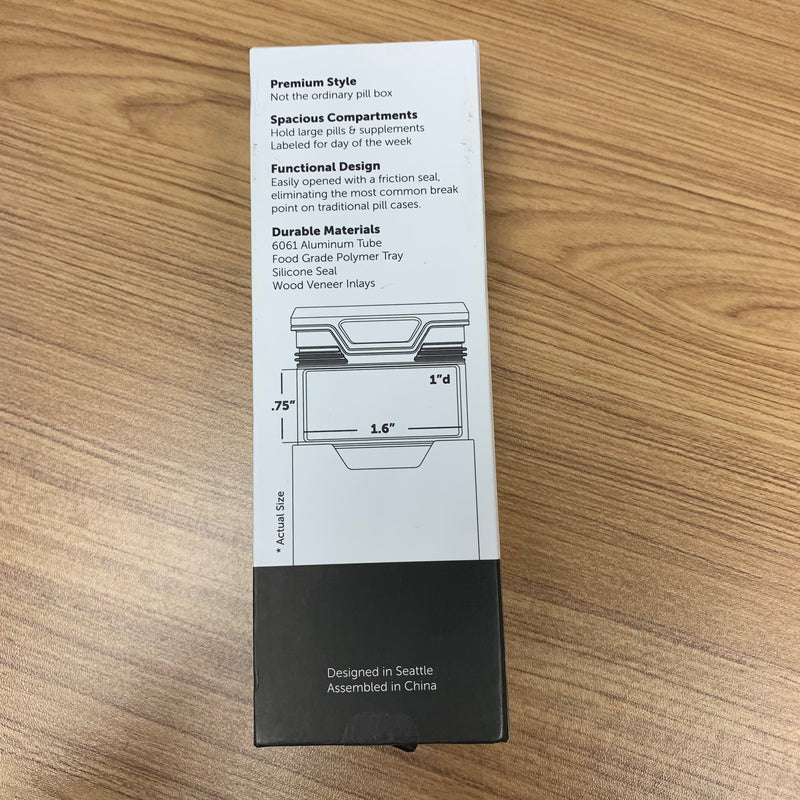 Premium Style
Not the ordinary pill box
Spacious Compartments
Hold large pills & supplements
Labeled for day of the week
Functional Design
Easily opened with a friction seal,
eliminating the most common break
point on traditional pill cases.
Durable Materials
6061 Aluminum Tube
Food Grade Polymer Tray
Silicone Seal
Wood Veneer Inlays
1"d
.75"
1.6"
* Actual Size
Designed in Seattle
Assembled in China